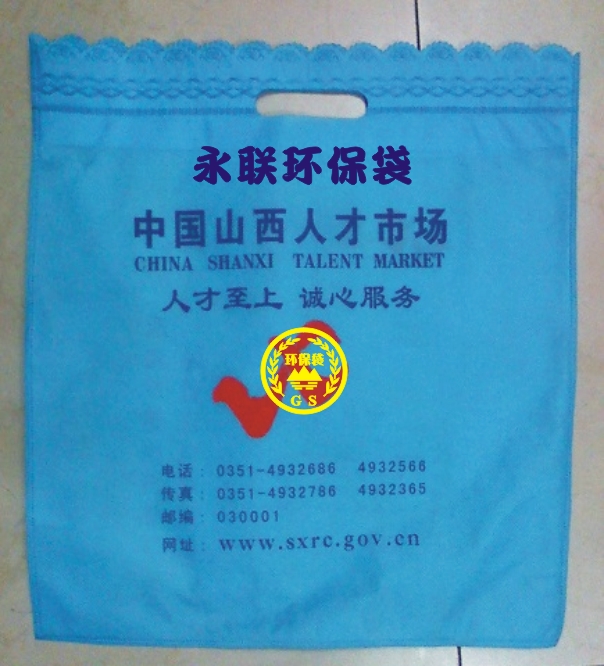 永联环保袋
中国山西人才市场
CHINA SHANXI TALENT MARKET
人才至上 诚心服务
环保袋
GS
电话: 0351-4932686 4932566
传真: 0351-4932786 4932365
邮编: 030001
网址: www.sxrc.gov.cn